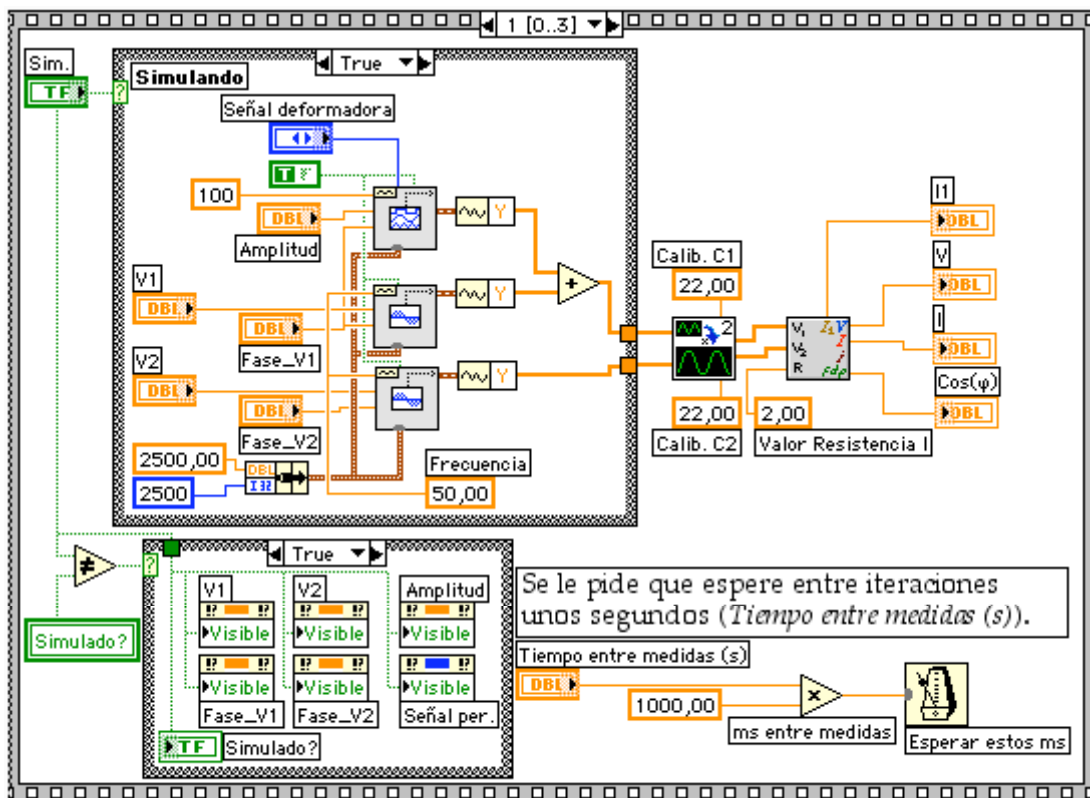 1 [0..3]
Sim.
TF
True
Simulando
?
Señal deformadora
T
100
DBL
Amplitud
Y
V1
DBL
DBL
Fase_V1
Y
V2
DBL
DBL
Fase_V2
Y
+
2500,00
DBL
2500
I32
Frecuencia
50,00
Calib. C1
22,00
2
22,00
Calib. C2
V1
V2
R
I1 V
I
fdp
2,00
Valor Resistencia I
I1
DBL
V
DBL
I
DBL
Cos(φ)
DBL
≠
?
Simulado?
True
V1
!? !?
Visible
V2
!? !?
Visible
Amplitud
!? !?
Visible
!? !?
Visible
Fase_V1
!? !?
Visible
Fase_V2
!? !?
Visible
Señal per.
TF
Simulado?
Se le pide que espere entre iteraciones
unos segundos (Tiempo entre medidas (s)).
Tiempo entre medidas (s)
DBL
1000,00
x
ms entre medidas
Esperar estos ms